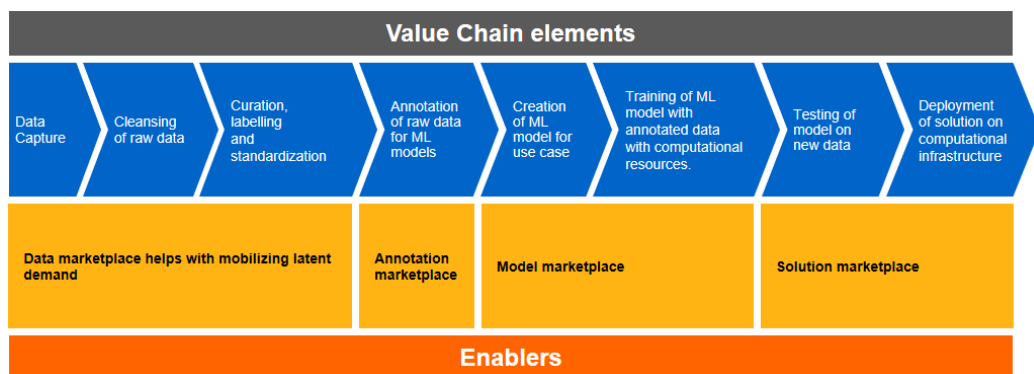 Value Chain elements
Data
Capture
Cleansing
of raw data
Curation,
labelling
and
standardization
Annotation
of raw data
for ML
models
Creation
of ML
model for
use case
Training of ML
model with
annotated data
with computational
resources.
Testing of
model on
new data
Deployment
of solution on
computational
infrastructure
Data marketplace helps with mobilizing latent
demand
Annotation
marketplace
Model marketplace
Solution marketplace
Enablers